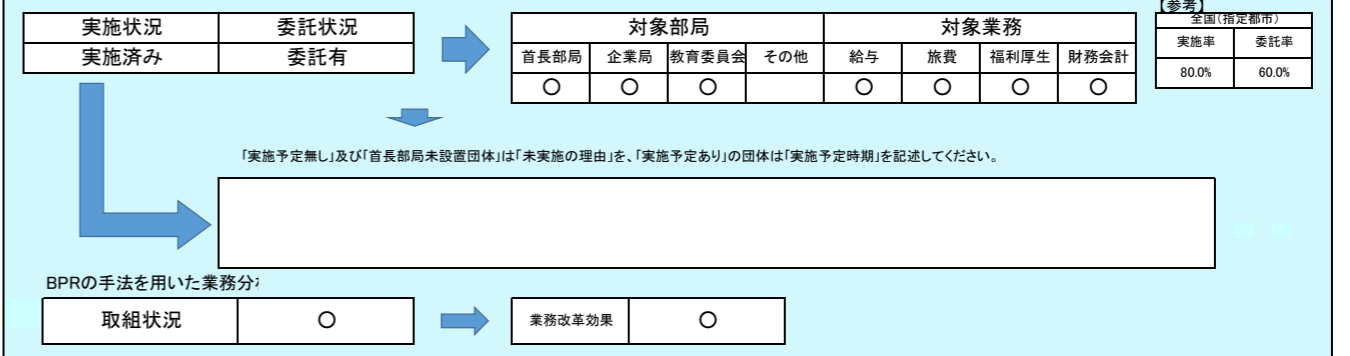 【参考】
実施状況 委託状況 対象部局 対象業務 全国(指定都市)
実施済み 委託有 首長部局 企業局 教育委員会 その他 給与 旅費 福利厚生 財務会計 実施率 委託率
〇 〇 〇 〇 〇 〇 〇 80.0% 60.0%
「実施予定無し」及び「首長部局未設置団体」は「未実施の理由」を、「実施予定あり」の団体は「実施予定時期」を記述してください。
BPRの手法を用いた業務分
取組状況 〇 業務改革効果 〇